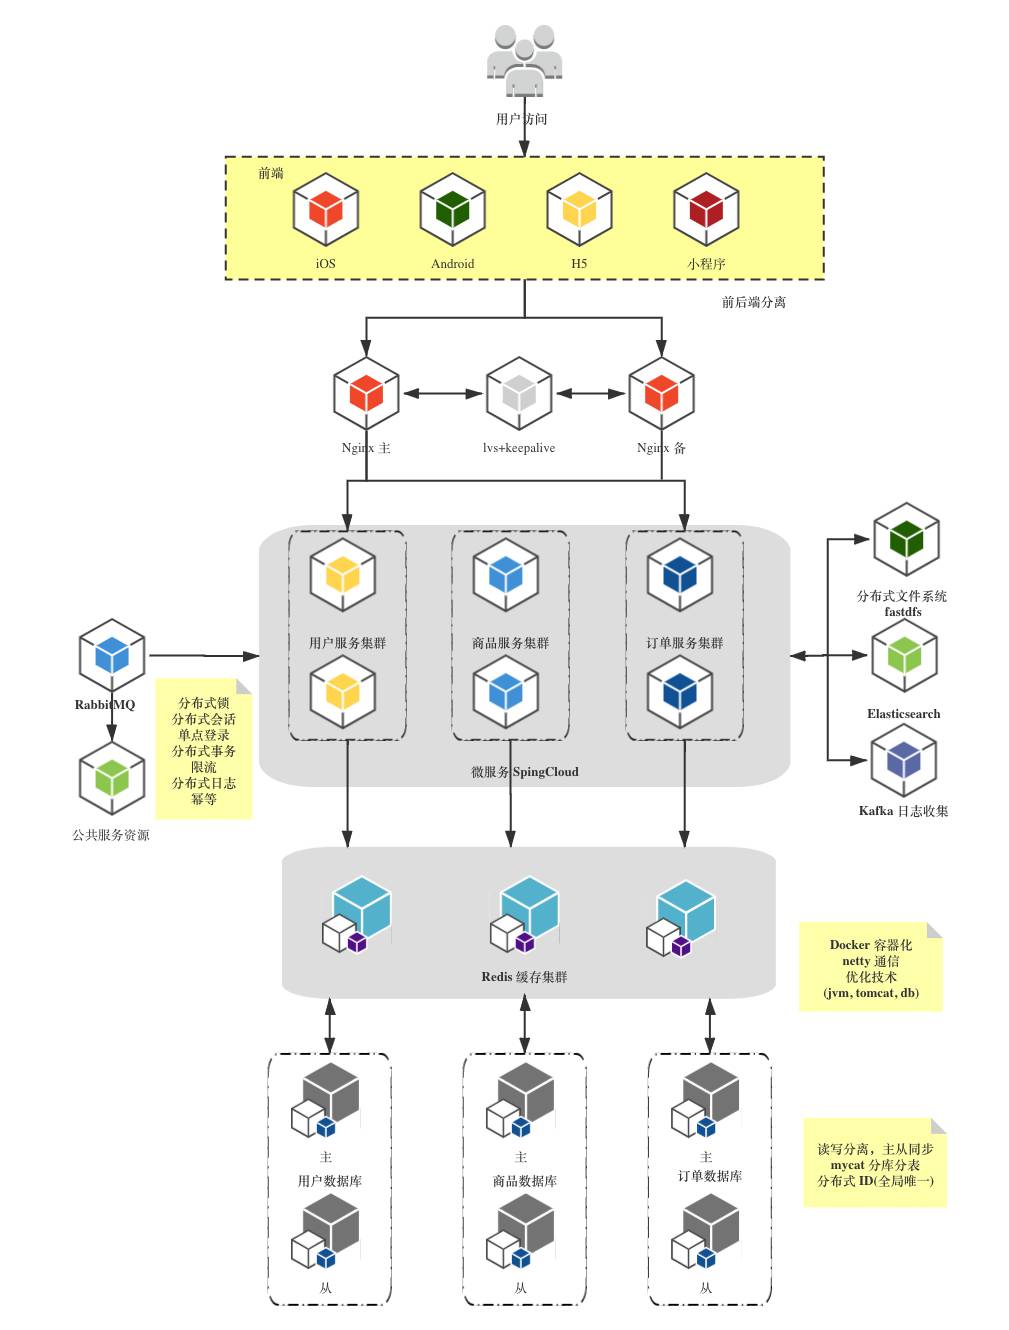 用户访问
前端
iOS
Android
H5
小程序
前后端分离
Nginx 主
lvs+keepalive
Nginx 备
用户服务集群
商品服务集群
订单服务集群
微服务 SpingCloud
分布式文件系统
fastdfs
Elasticsearch
Kafka 日志收集
RabbitMQ
公共服务资源
分布式锁
分布式会话
单点登录
分布式事务
限流
分布式日志
幂等
Redis 缓存集群
Docker 容器化
netty 通信
优化技术
(jvm, tomcat, db)
主
用户数据库
从
主
商品数据库
从
主
订单数据库
从
读写分离，主从同步
mycat 分库分表
分布式 ID(全局唯一)